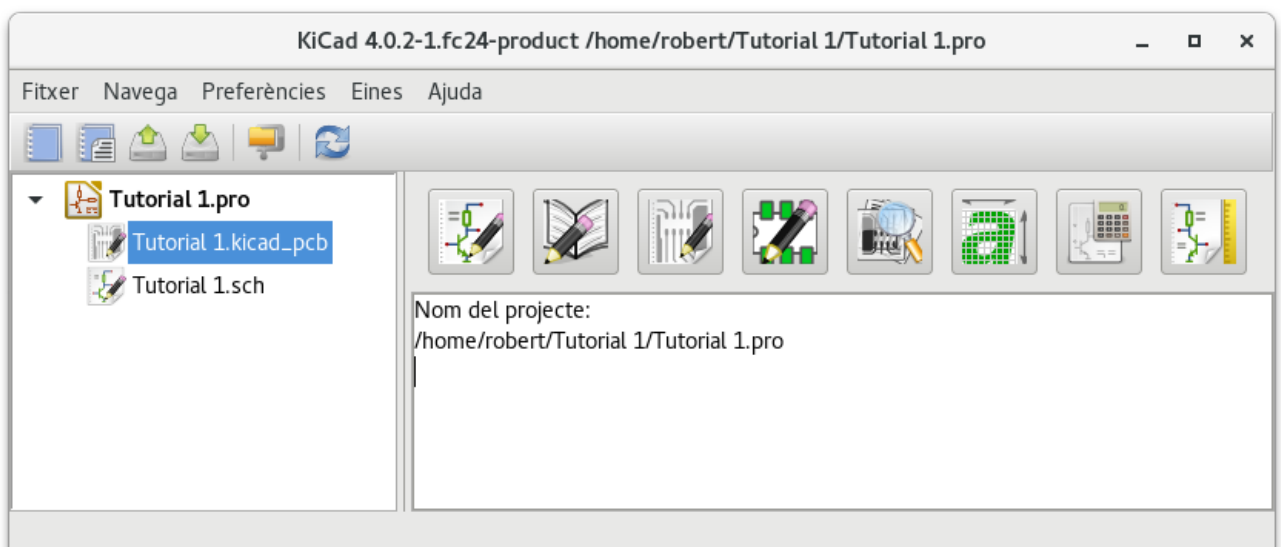 KiCad 4.0.2-1.fc24-product /home/robert/Tutorial 1/Tutorial 1.pro
Fitxer Navega Preferències Eines Ajuda
Tutorial 1.pro
Tutorial 1.kicad_pcb
Tutorial 1.sch
Nom del projecte:
/home/robert/Tutorial 1/Tutorial 1.pro